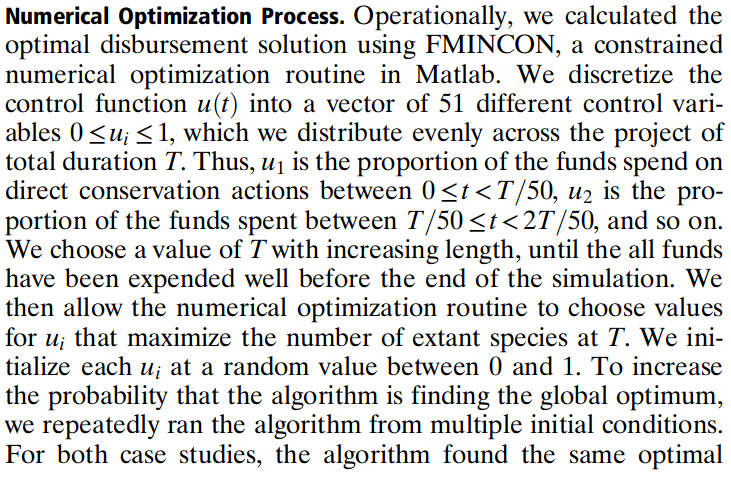 Numerical Optimization Process. Operationally, we calculated the
optimal disbursement solution using FMINCON, a constrained
numerical optimization routine in Matlab. We discretize the
control function u(t) into a vector of 51 different control vari-
ables 0 ≤ u_i ≤ 1, which we distribute evenly across the project of
total duration T. Thus, u_1 is the proportion of the funds spend on
direct conservation actions between 0 ≤ t < T/50, u_2 is the pro-
portion of the funds spent between T/50 ≤ t < 2T/50, and so on.
We choose a value of T with increasing length, until the all funds
have been expended well before the end of the simulation. We
then allow the numerical optimization routine to choose values
for u_i that maximize the number of extant species at T. We ini-
tialize each u_i at a random value between 0 and 1. To increase
the probability that the algorithm is finding the global optimum,
we repeatedly ran the algorithm from multiple initial conditions.
For both case studies, the algorithm found the same optimal